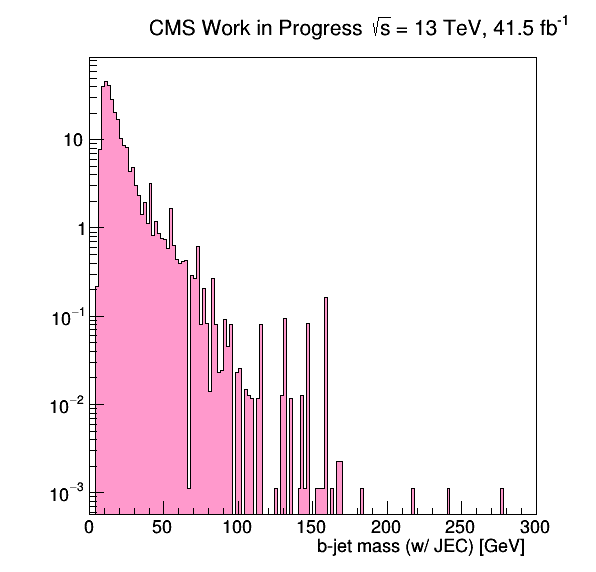 CMS Work in Progress √s = 13 TeV, 41.5 fb⁻¹
10
1
10⁻¹
10⁻²
10⁻³
0 50 100 150 200 250 300
b-jet mass (w/ JEC) [GeV]